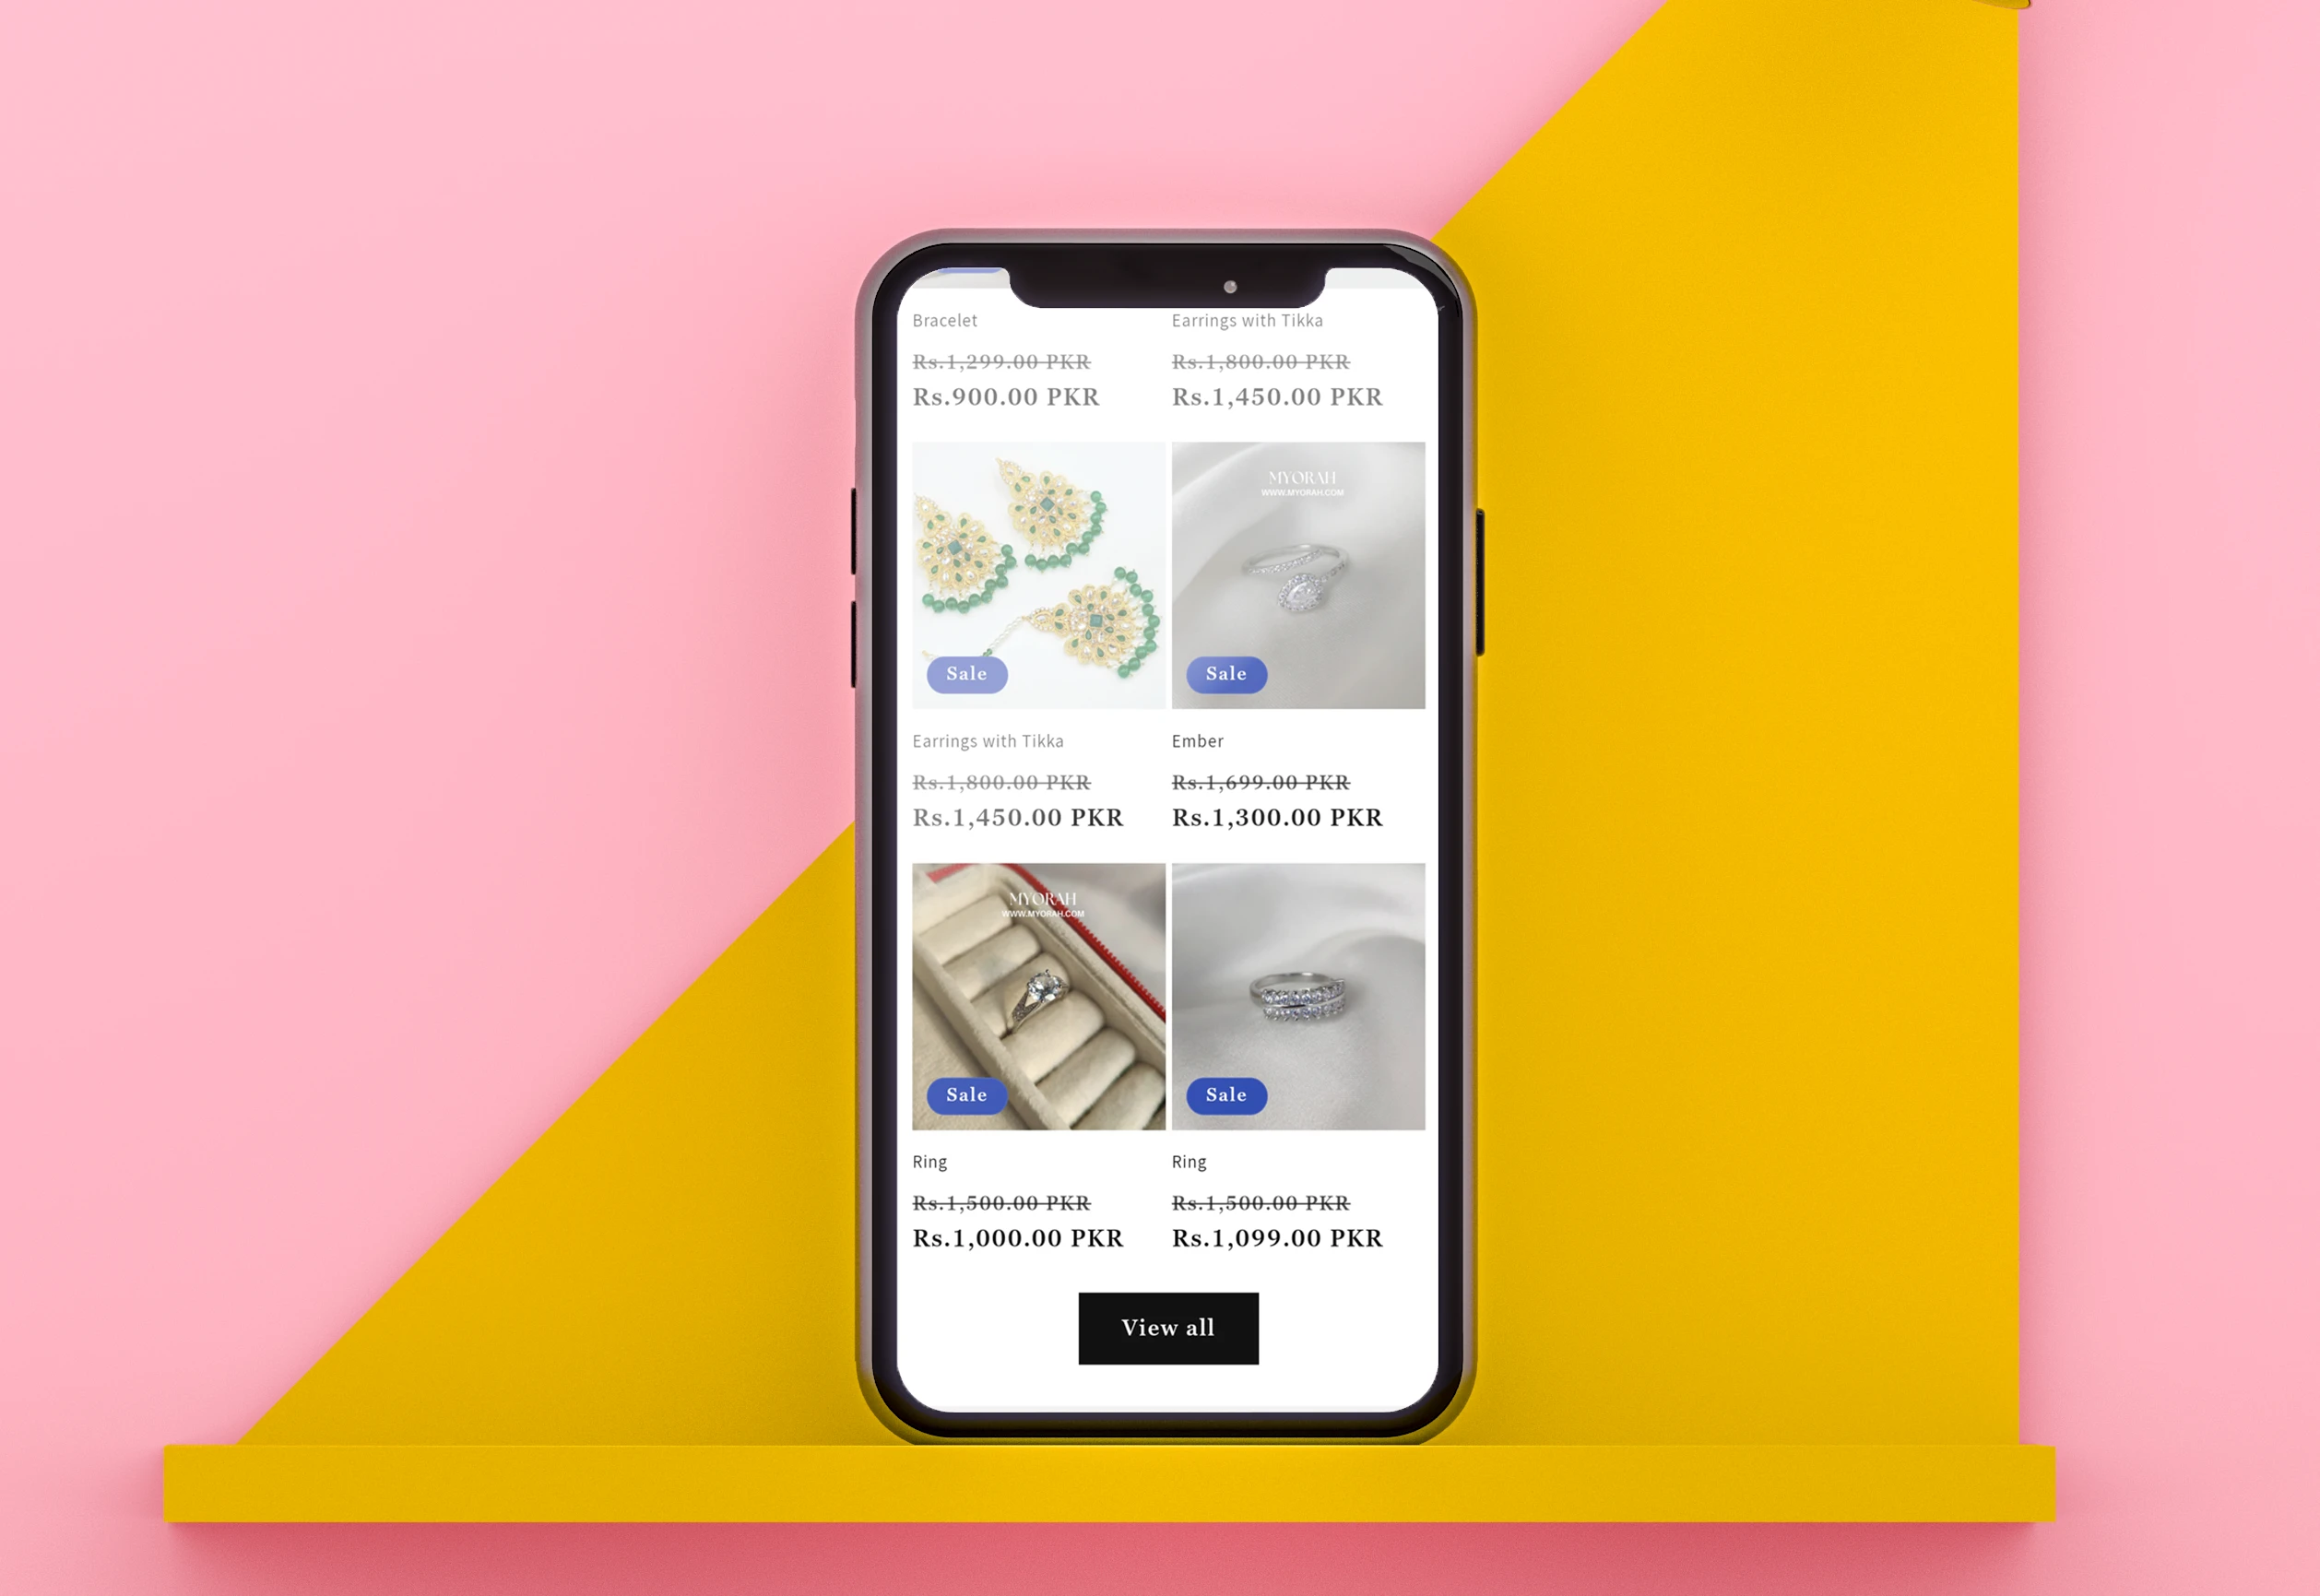 Bracelet
Earrings with Tikka
Rs.1,299.00 PKR
Rs.1,800.00 PKR
Rs.900.00 PKR
Rs.1,450.00 PKR
MYORAH
WWW.MYORAH.COM
Sale
Sale
Earrings with Tikka
Ember
Rs.1,800.00 PKR
Rs.1,699.00 PKR
Rs.1,450.00 PKR
Rs.1,300.00 PKR
MYORAH
WWW.MYORAH.COM
Sale
Sale
Ring
Ring
Rs.1,500.00 PKR
Rs.1,500.00 PKR
Rs.1,000.00 PKR
Rs.1,099.00 PKR
View all